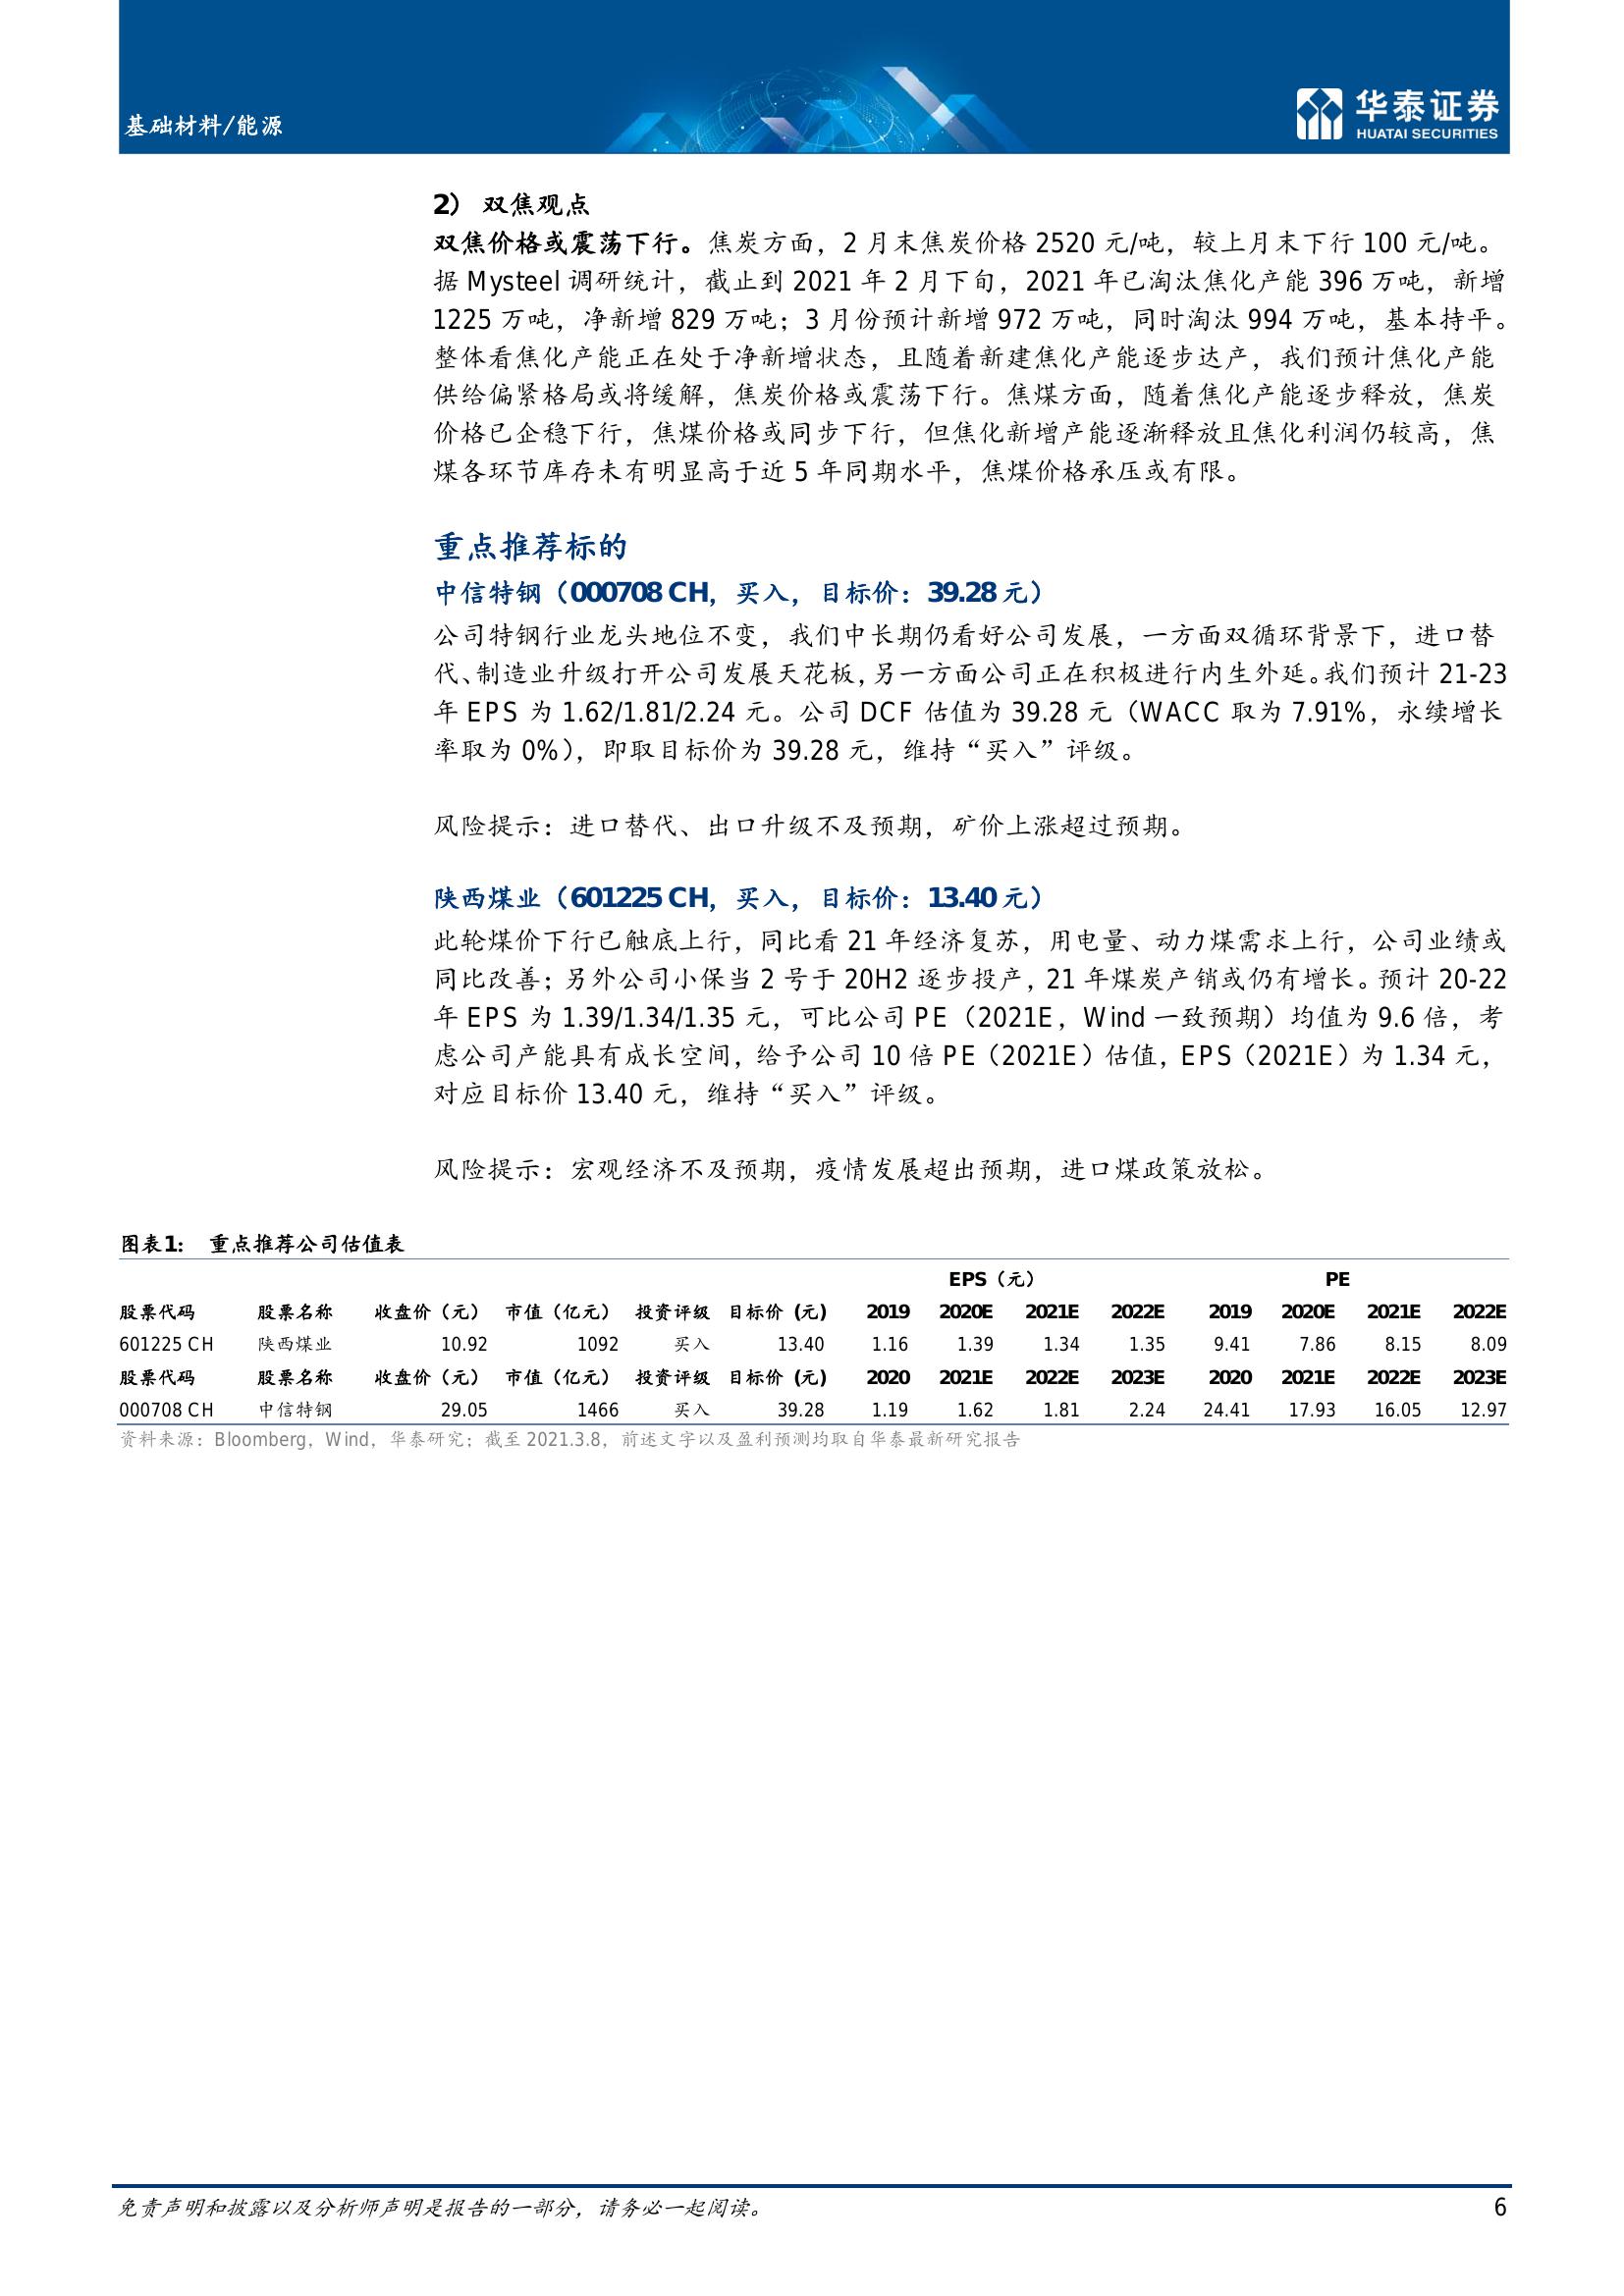 基础材料/能源
华泰证券
HUATAI SECURITIES
2） 双焦观点
双焦价格或震荡下行。焦炭方面，2 月末焦炭价格 2520 元/吨，较上月末下行 100 元/吨。
据 Mysteel 调研统计，截止到 2021 年 2 月下旬，2021 年已淘汰焦化产能 396 万吨，新增
1225 万吨，净新增 829 万吨；3 月份预计新增 972 万吨，同时淘汰 994 万吨，基本持平。
整体看焦化产能正在处于净新增状态，且随着新建焦化产能逐步达产，我们预计焦化产能
供给偏紧格局或将缓解，焦炭价格或震荡下行。焦煤方面，随着焦化产能逐步释放，焦炭
价格已企稳下行，焦煤价格或同步下行，但焦化新增产能逐渐释放且焦化利润仍较高，焦
煤各环节库存未有明显高于近 5 年同期水平，焦煤价格承压或有限。
重点推荐标的
中信特钢（000708 CH，买入，目标价：39.28 元）
公司特钢行业龙头地位不变，我们中长期仍看好公司发展，一方面双循环背景下，进口替
代、制造业升级打开公司发展天花板，另一方面公司正在积极进行内生外延。我们预计 21-23
年 EPS 为 1.62/1.81/2.24 元。公司 DCF 估值为 39.28 元（WACC 取为 7.91%，永续增长
率取为 0%），即取目标价为 39.28 元，维持“买入”评级。
风险提示：进口替代、出口升级不及预期，矿价上涨超过预期。
陕西煤业（601225 CH，买入，目标价：13.40 元）
此轮煤价下行已触底上行，同比看 21 年经济复苏，用电量、动力煤需求上行，公司业绩或
同比改善；另外公司小保当 2 号于 20H2 逐步投产，21 年煤炭产销或仍有增长。预计 20-22
年 EPS 为 1.39/1.34/1.35 元，可比公司 PE（2021E，Wind 一致预期）均值为 9.6 倍，考
虑公司产能具有成长空间，给予公司 10 倍 PE（2021E）估值，EPS（2021E）为 1.34 元，
对应目标价 13.40 元，维持“买入”评级。
风险提示：宏观经济不及预期，疫情发展超出预期，进口煤政策放松。
图表1： 重点推荐公司估值表
EPS（元） PE
股票代码 股票名称 收盘价（元） 市值（亿元） 投资评级 目标价 (元) 2019 2020E 2021E 2022E 2019 2020E 2021E 2022E
601225 CH 陕西煤业 10.92 1092 买入 13.40 1.16 1.39 1.34 1.35 9.41 7.86 8.15 8.09
股票代码 股票名称 收盘价（元） 市值（亿元） 投资评级 目标价 (元) 2020 2021E 2022E 2023E 2020 2021E 2022E 2023E
000708 CH 中信特钢 29.05 1466 买入 39.28 1.19 1.62 1.81 2.24 24.41 17.93 16.05 12.97
资料来源：Bloomberg，Wind，华泰研究；截至 2021.3.8，前述文字以及盈利预测均取自华泰最新研究报告
免责声明和披露以及分析师声明是报告的一部分，请务必一起阅读。 6